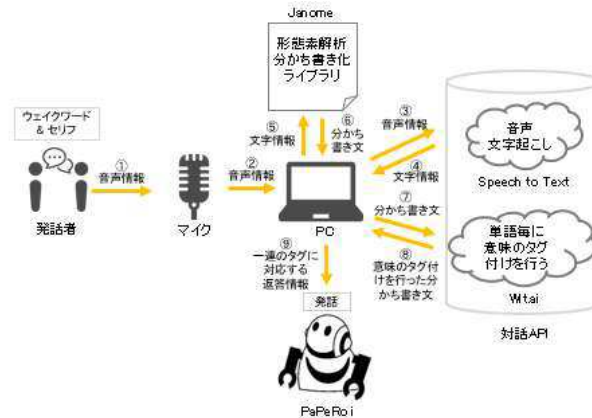 Janome
形態素解析
分かち書き化
ライブラリ
ウェイクワード
& セリフ
①
音声情報
発話者
②
音声情報
マイク
⑤
文字情報
⑥
分かち
書き文
③
音声情報
④
文字情報
音声
文字起こし
Speech to Text
PC
⑦
分かち書き文
⑧
意味のタグ付
けを行った分
かち書き文
単語毎に
意味のタグ
付けを行う
Wit.ai
対話API
⑨
一連のタグに
対応する
返答情報
発話
PaPeRo i